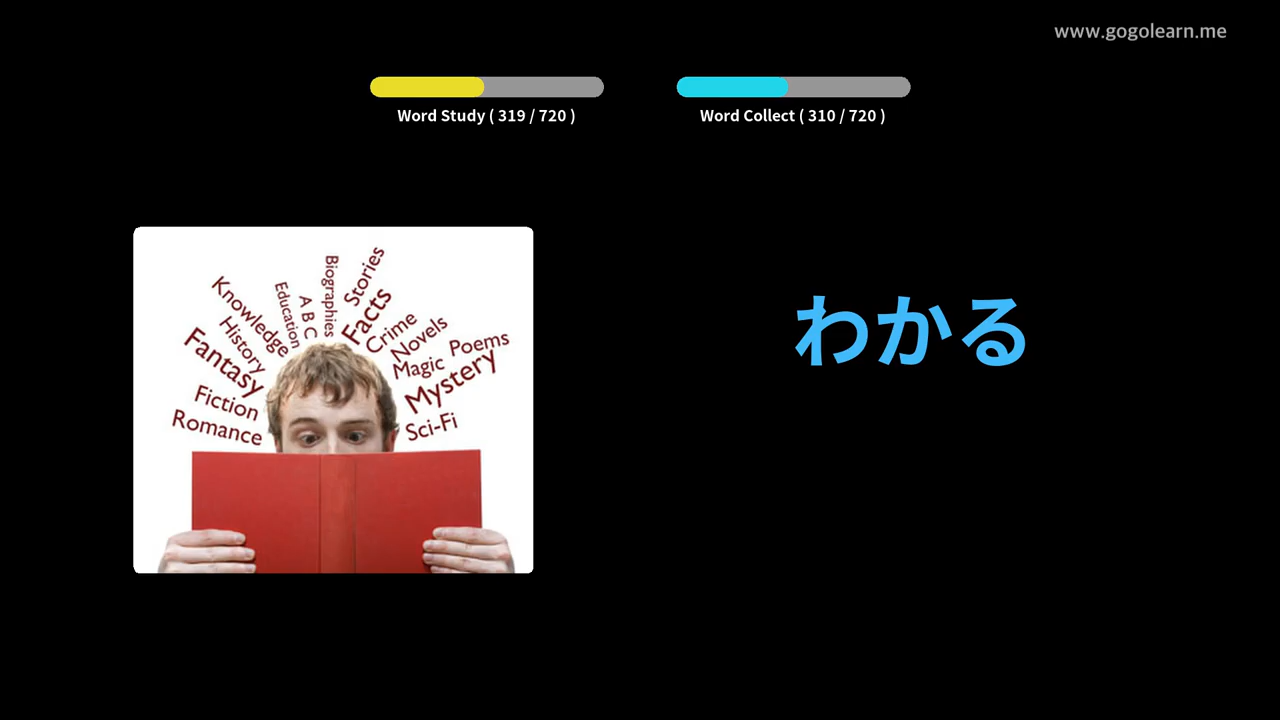 www.gogolearn.me
Word Study ( 319 / 720 )
Word Collect ( 310 / 720 )
わかる
Romance
Fiction
Fantasy
History
Knowledge
Education
A B C
Biographies
Stories
Facts
Crime
Novels
Magic
Poems
Mystery
Sci-Fi